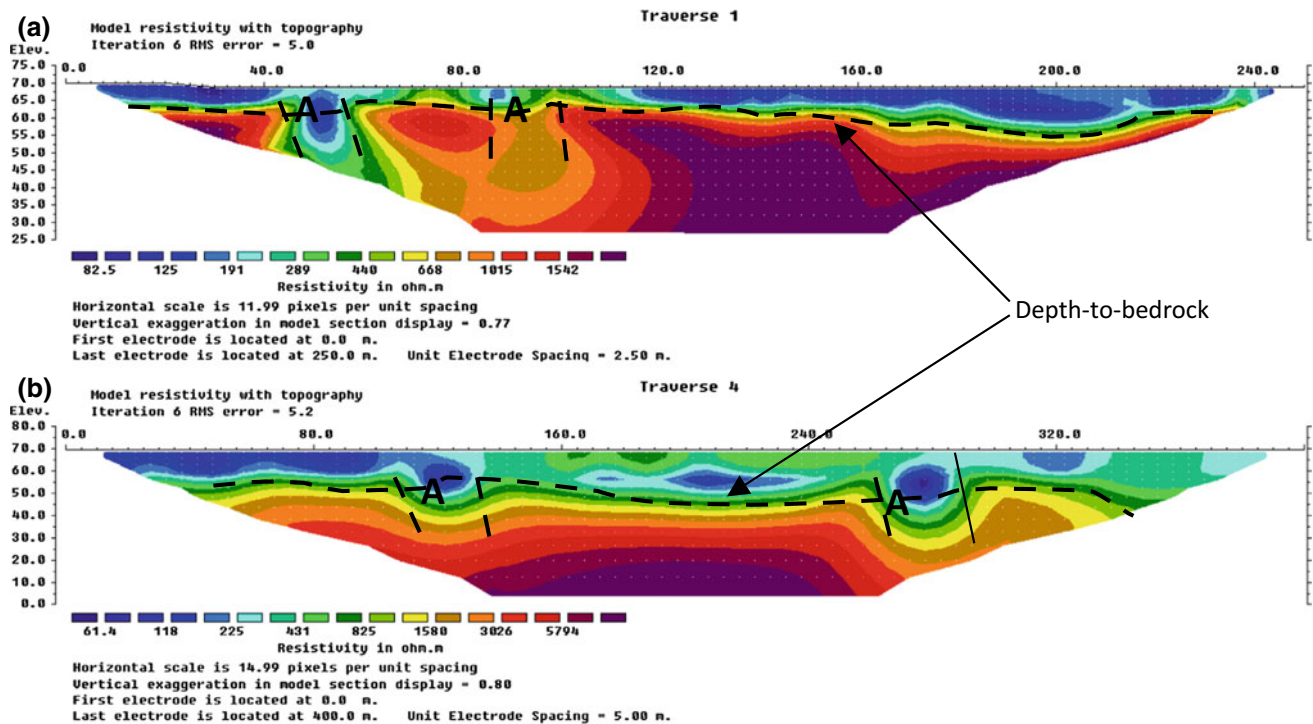 (a)
Traverse 1
Model resistivity with topography
Iteration 6 RMS error = 5.0
Elev.
0.0 40.0 80.0 120.0 160.0 200.0 240.0
75.0
70.0
65.0
60.0
55.0
50.0
45.0
40.0
35.0
30.0
25.0
A A
82.5 125 191 289 440 668 1015 1542
Resistivity in ohm.m
Horizontal scale is 11.99 pixels per unit spacing
Vertical exaggeration in model section display = 0.77
First electrode is located at 0.0 m.
Last electrode is located at 250.0 m. Unit Electrode Spacing = 2.50 m.
Depth-to-bedrock
(b)
Traverse 4
Model resistivity with topography
Iteration 6 RMS error = 5.2
Elev.
0.0 80.0 160.0 240.0 320.0
80.0
70.0
60.0
50.0
40.0
30.0
20.0
10.0
0.0
A A
61.4 118 225 431 825 1580 3026 5794
Resistivity in ohm.m
Horizontal scale is 14.99 pixels per unit spacing
Vertical exaggeration in model section display = 0.80
First electrode is located at 0.0 m.
Last electrode is located at 400.0 m. Unit Electrode Spacing = 5.00 m.